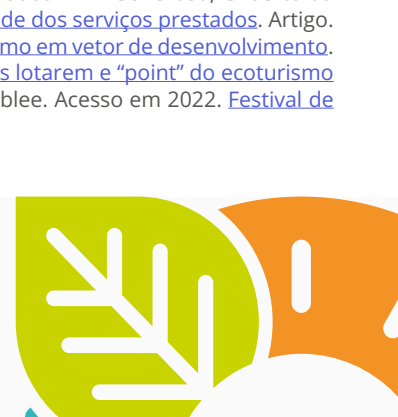 de dos serviços prestados. Artigo.
mo em vetor de desenvolvimento.
s lotarem e “point” do ecoturismo
blee. Acesso em 2022. Festival de